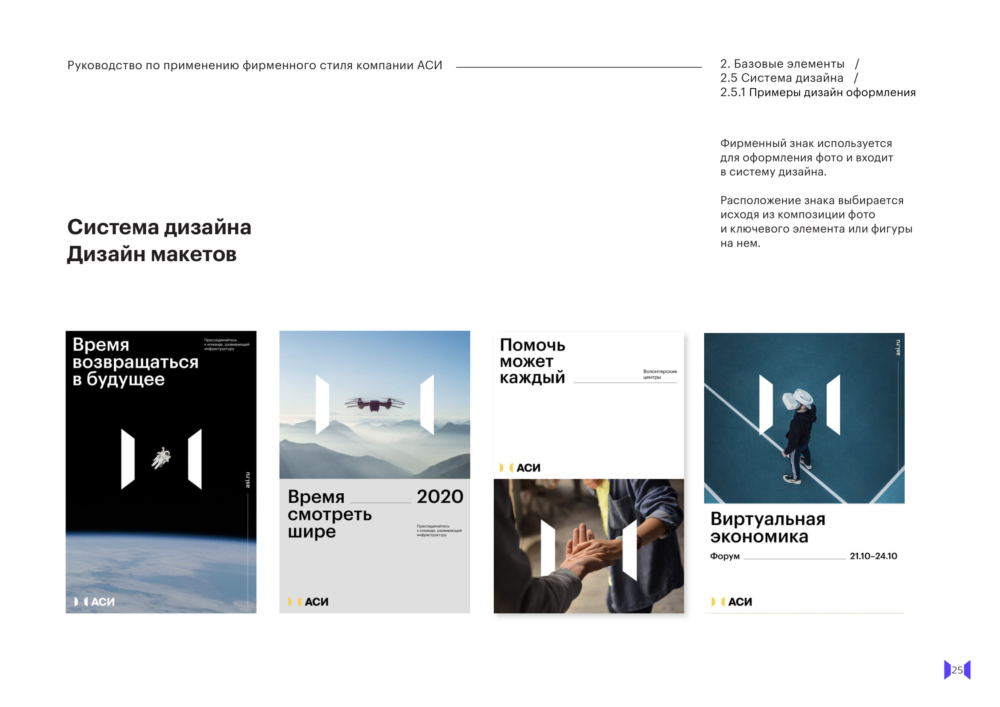 Руководство по применению фирменного стиля компании АСИ
2. Базовые элементы /
2.5 Система дизайна /
2.5.1 Примеры дизайн оформления
Фирменный знак используется
для оформления фото и входит
в систему дизайна.
Расположение знака выбирается
исходя из композиции фото
и ключевого элемента или фигуры
на нем.
Система дизайна
Дизайн макетов
Время
возвращаться
в будущее
Присоединяйтесь
к команде, развивающей
инфраструктуру
asi.ru
АСИ
Время 2020
смотреть
шире
Присоединяйтесь
к команде, развивающей
инфраструктуру
АСИ
Помочь
может
каждый
Волонтерские
центры
АСИ
asi.ru
Виртуальная
экономика
Форум 21.10–24.10
АСИ
25